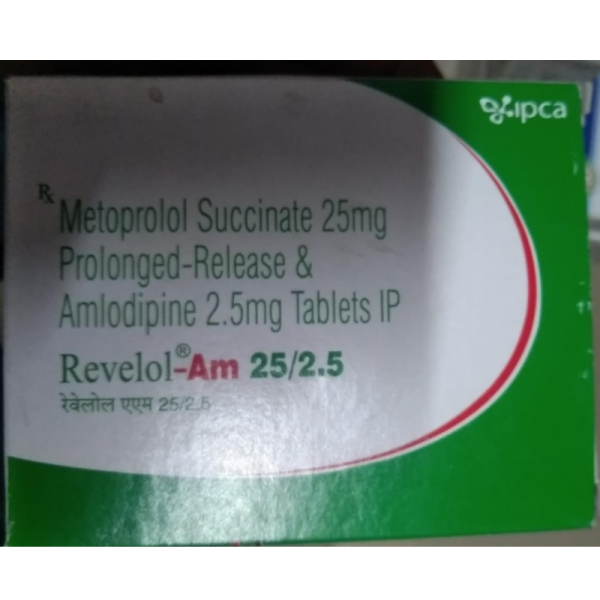 ipca
Rx
Metoprolol Succinate 25mg
Prolonged-Release &
Amlodipine 2.5mg Tablets IP
Revelol®-Am 25/2.5
रेवेलोल एएम 25/2.5